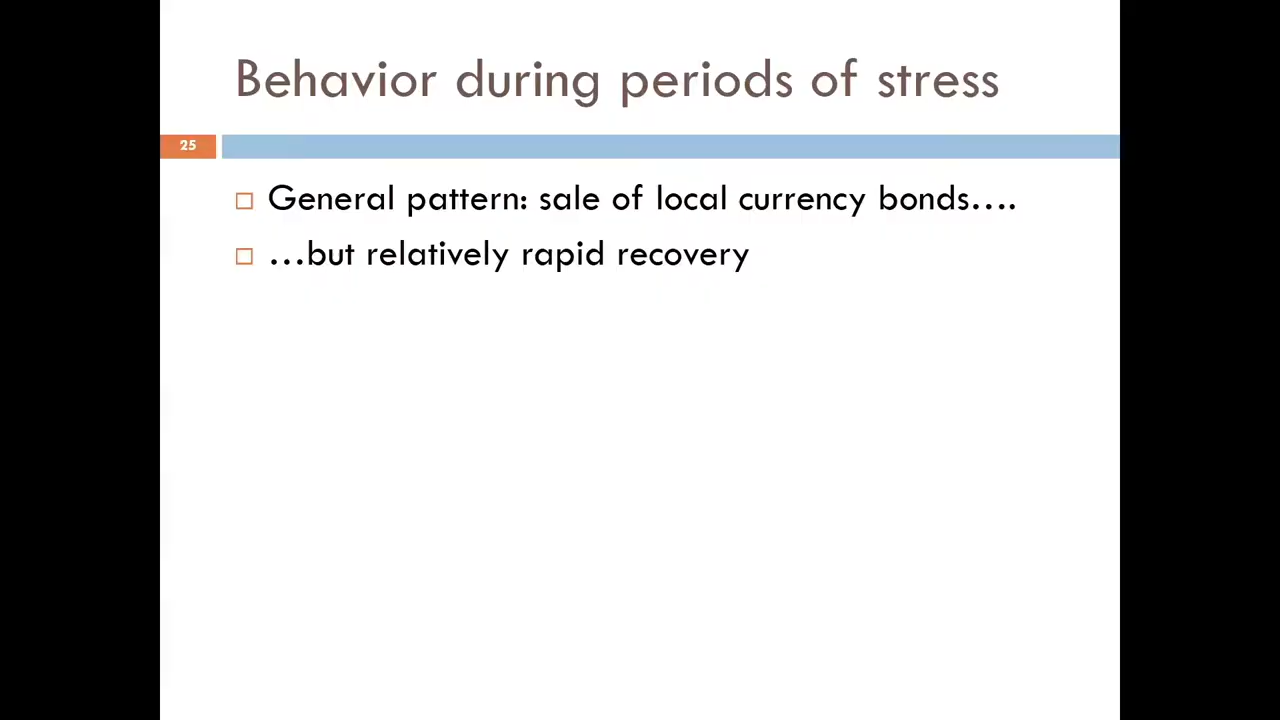 Behavior during periods of stress
25
General pattern: sale of local currency bonds….
…but relatively rapid recovery